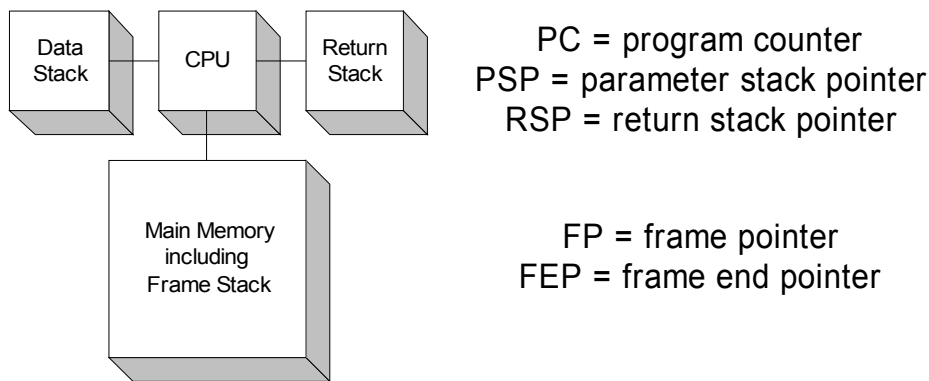 Data
Stack
CPU
Return
Stack
PC = program counter
PSP = parameter stack pointer
RSP = return stack pointer
Main Memory
including
Frame Stack
FP = frame pointer
FEP = frame end pointer